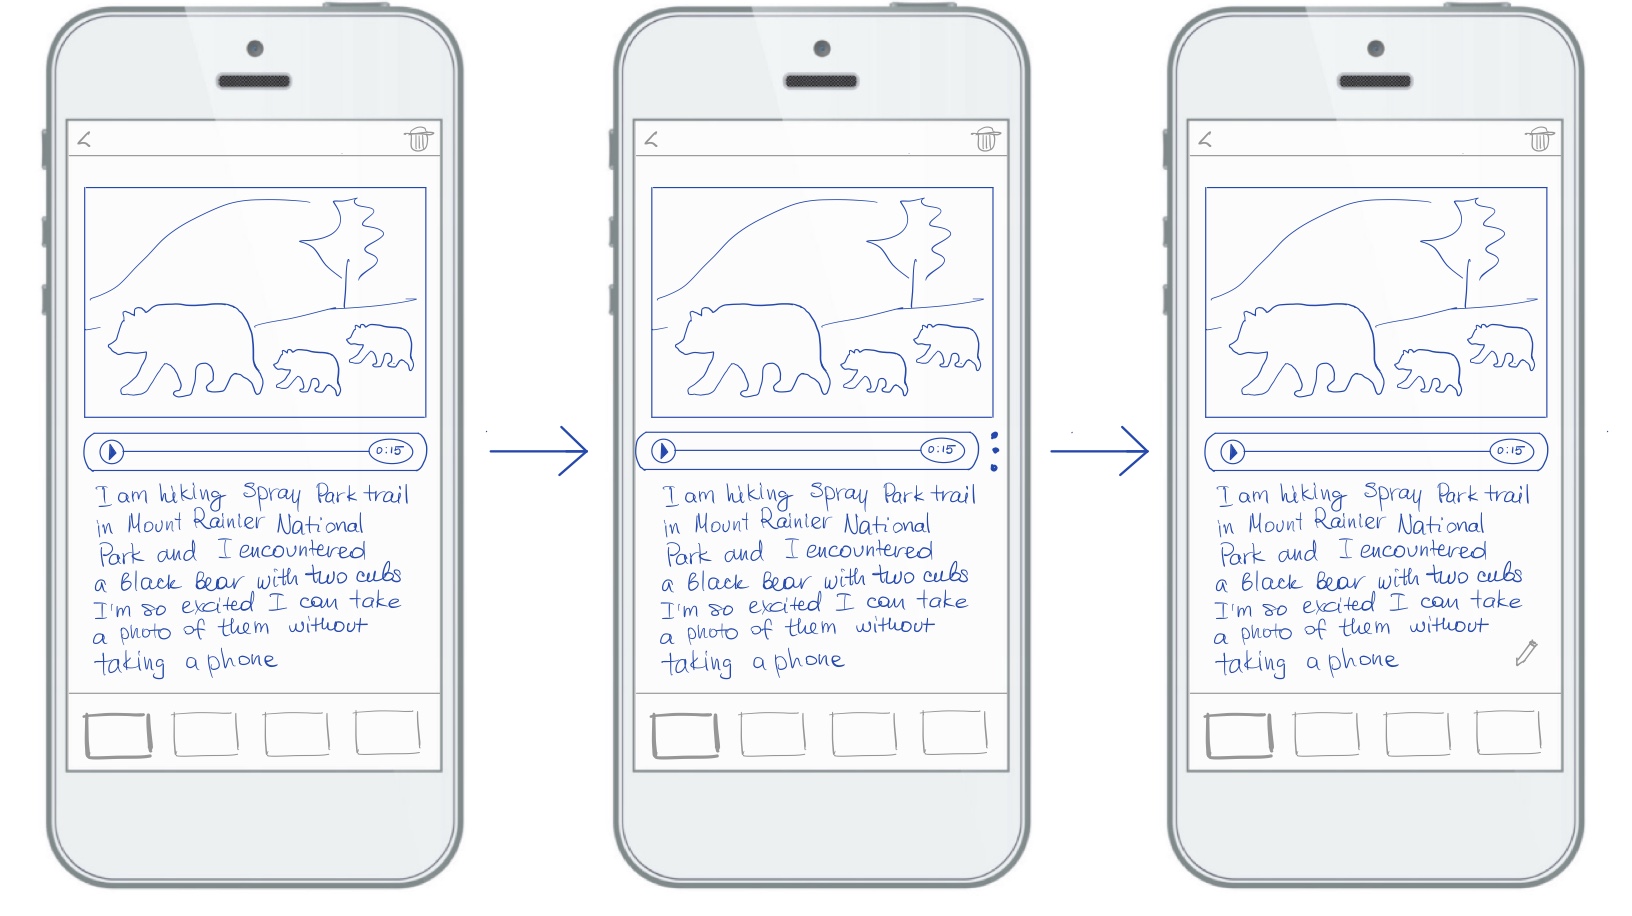 0:15
I am hiking Spray Park trail
in Mount Rainier National
Park and I encountered
a Black Bear with two cubs
I'm so excited I can take
a photo of them without
taking a phone
0:15
I am hiking Spray Park trail
in Mount Rainier National
Park and I encountered
a Black Bear with two cubs
I'm so excited I can take
a photo of them without
taking a phone
0:15
I am hiking Spray Park trail
in Mount Rainier National
Park and I encountered
a Black Bear with two cubs
I'm so excited I can take
a photo of them without
taking a phone